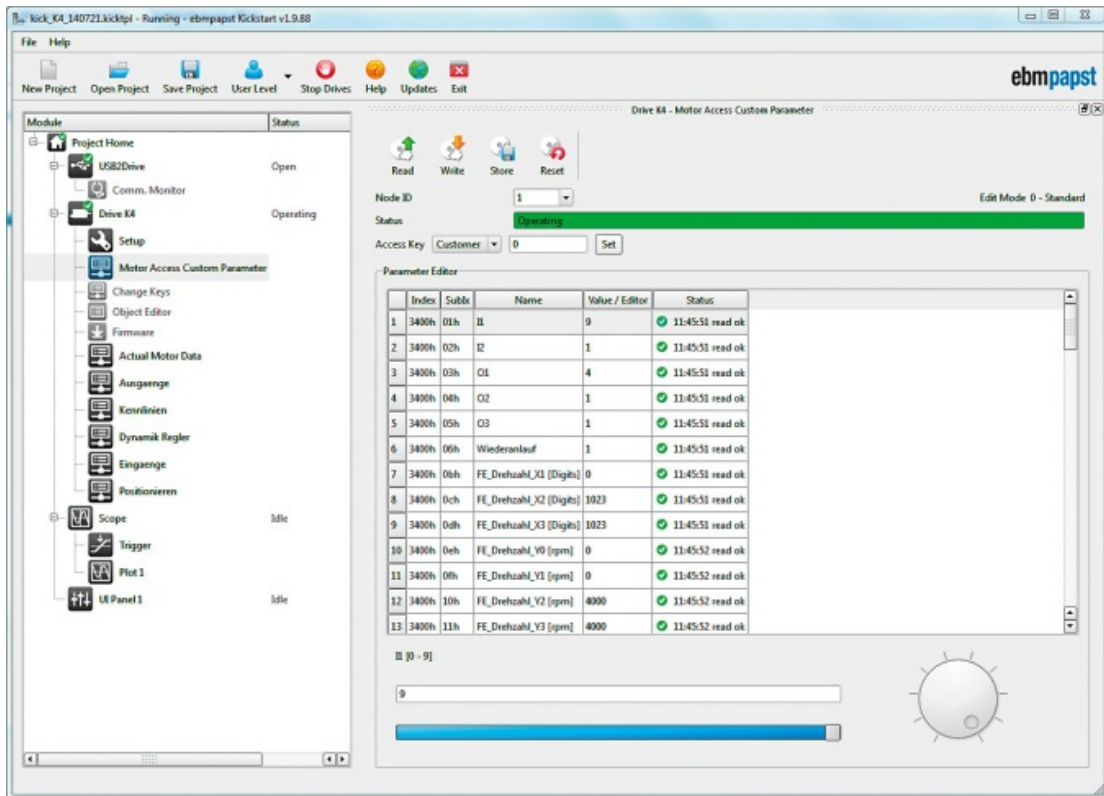 kick_K4_140721.kicktpl - Running - ebmpapst Kickstart v1.9.88
File Help
New Project Open Project Save Project User Level Stop Drives Help Updates Exit
ebmpapst
Module Status
Project Home
USB2Drive Open
Comm. Monitor
Drive K4 Operating
Setup
Motor Access Custom Parameter
Change Keys
Object Editor
Firmware
Actual Motor Data
Ausgaenge
Kennlinien
Dynamik Regler
Eingaenge
Positionieren
Scope Idle
Trigger
Plot 1
UI Panel 1 Idle
Drive K4 - Motor Access Custom Parameter
Read Write Store Reset
Node ID 1 Edit Mode 0 - Standard
Status Operating
Access Key Customer 0 Set
Parameter Editor
Index SubIx Name Value / Editor Status
1 3400h 01h I1 9 11:45:51 read ok
2 3400h 02h I2 1 11:45:51 read ok
3 3400h 03h O1 4 11:45:51 read ok
4 3400h 04h O2 1 11:45:51 read ok
5 3400h 05h O3 1 11:45:51 read ok
6 3400h 06h Wiederanlauf 1 11:45:51 read ok
7 3400h 0bh FE_Drehzahl_X1 [Digits] 0 11:45:51 read ok
8 3400h 0ch FE_Drehzahl_X2 [Digits] 1023 11:45:51 read ok
9 3400h 0dh FE_Drehzahl_X3 [Digits] 1023 11:45:51 read ok
10 3400h 0eh FE_Drehzahl_Y0 [rpm] 0 11:45:52 read ok
11 3400h 0fh FE_Drehzahl_Y1 [rpm] 0 11:45:52 read ok
12 3400h 10h FE_Drehzahl_Y2 [rpm] 4000 11:45:52 read ok
13 3400h 11h FE_Drehzahl_Y3 [rpm] 4000 11:45:52 read ok
I1 [0 - 9]
9